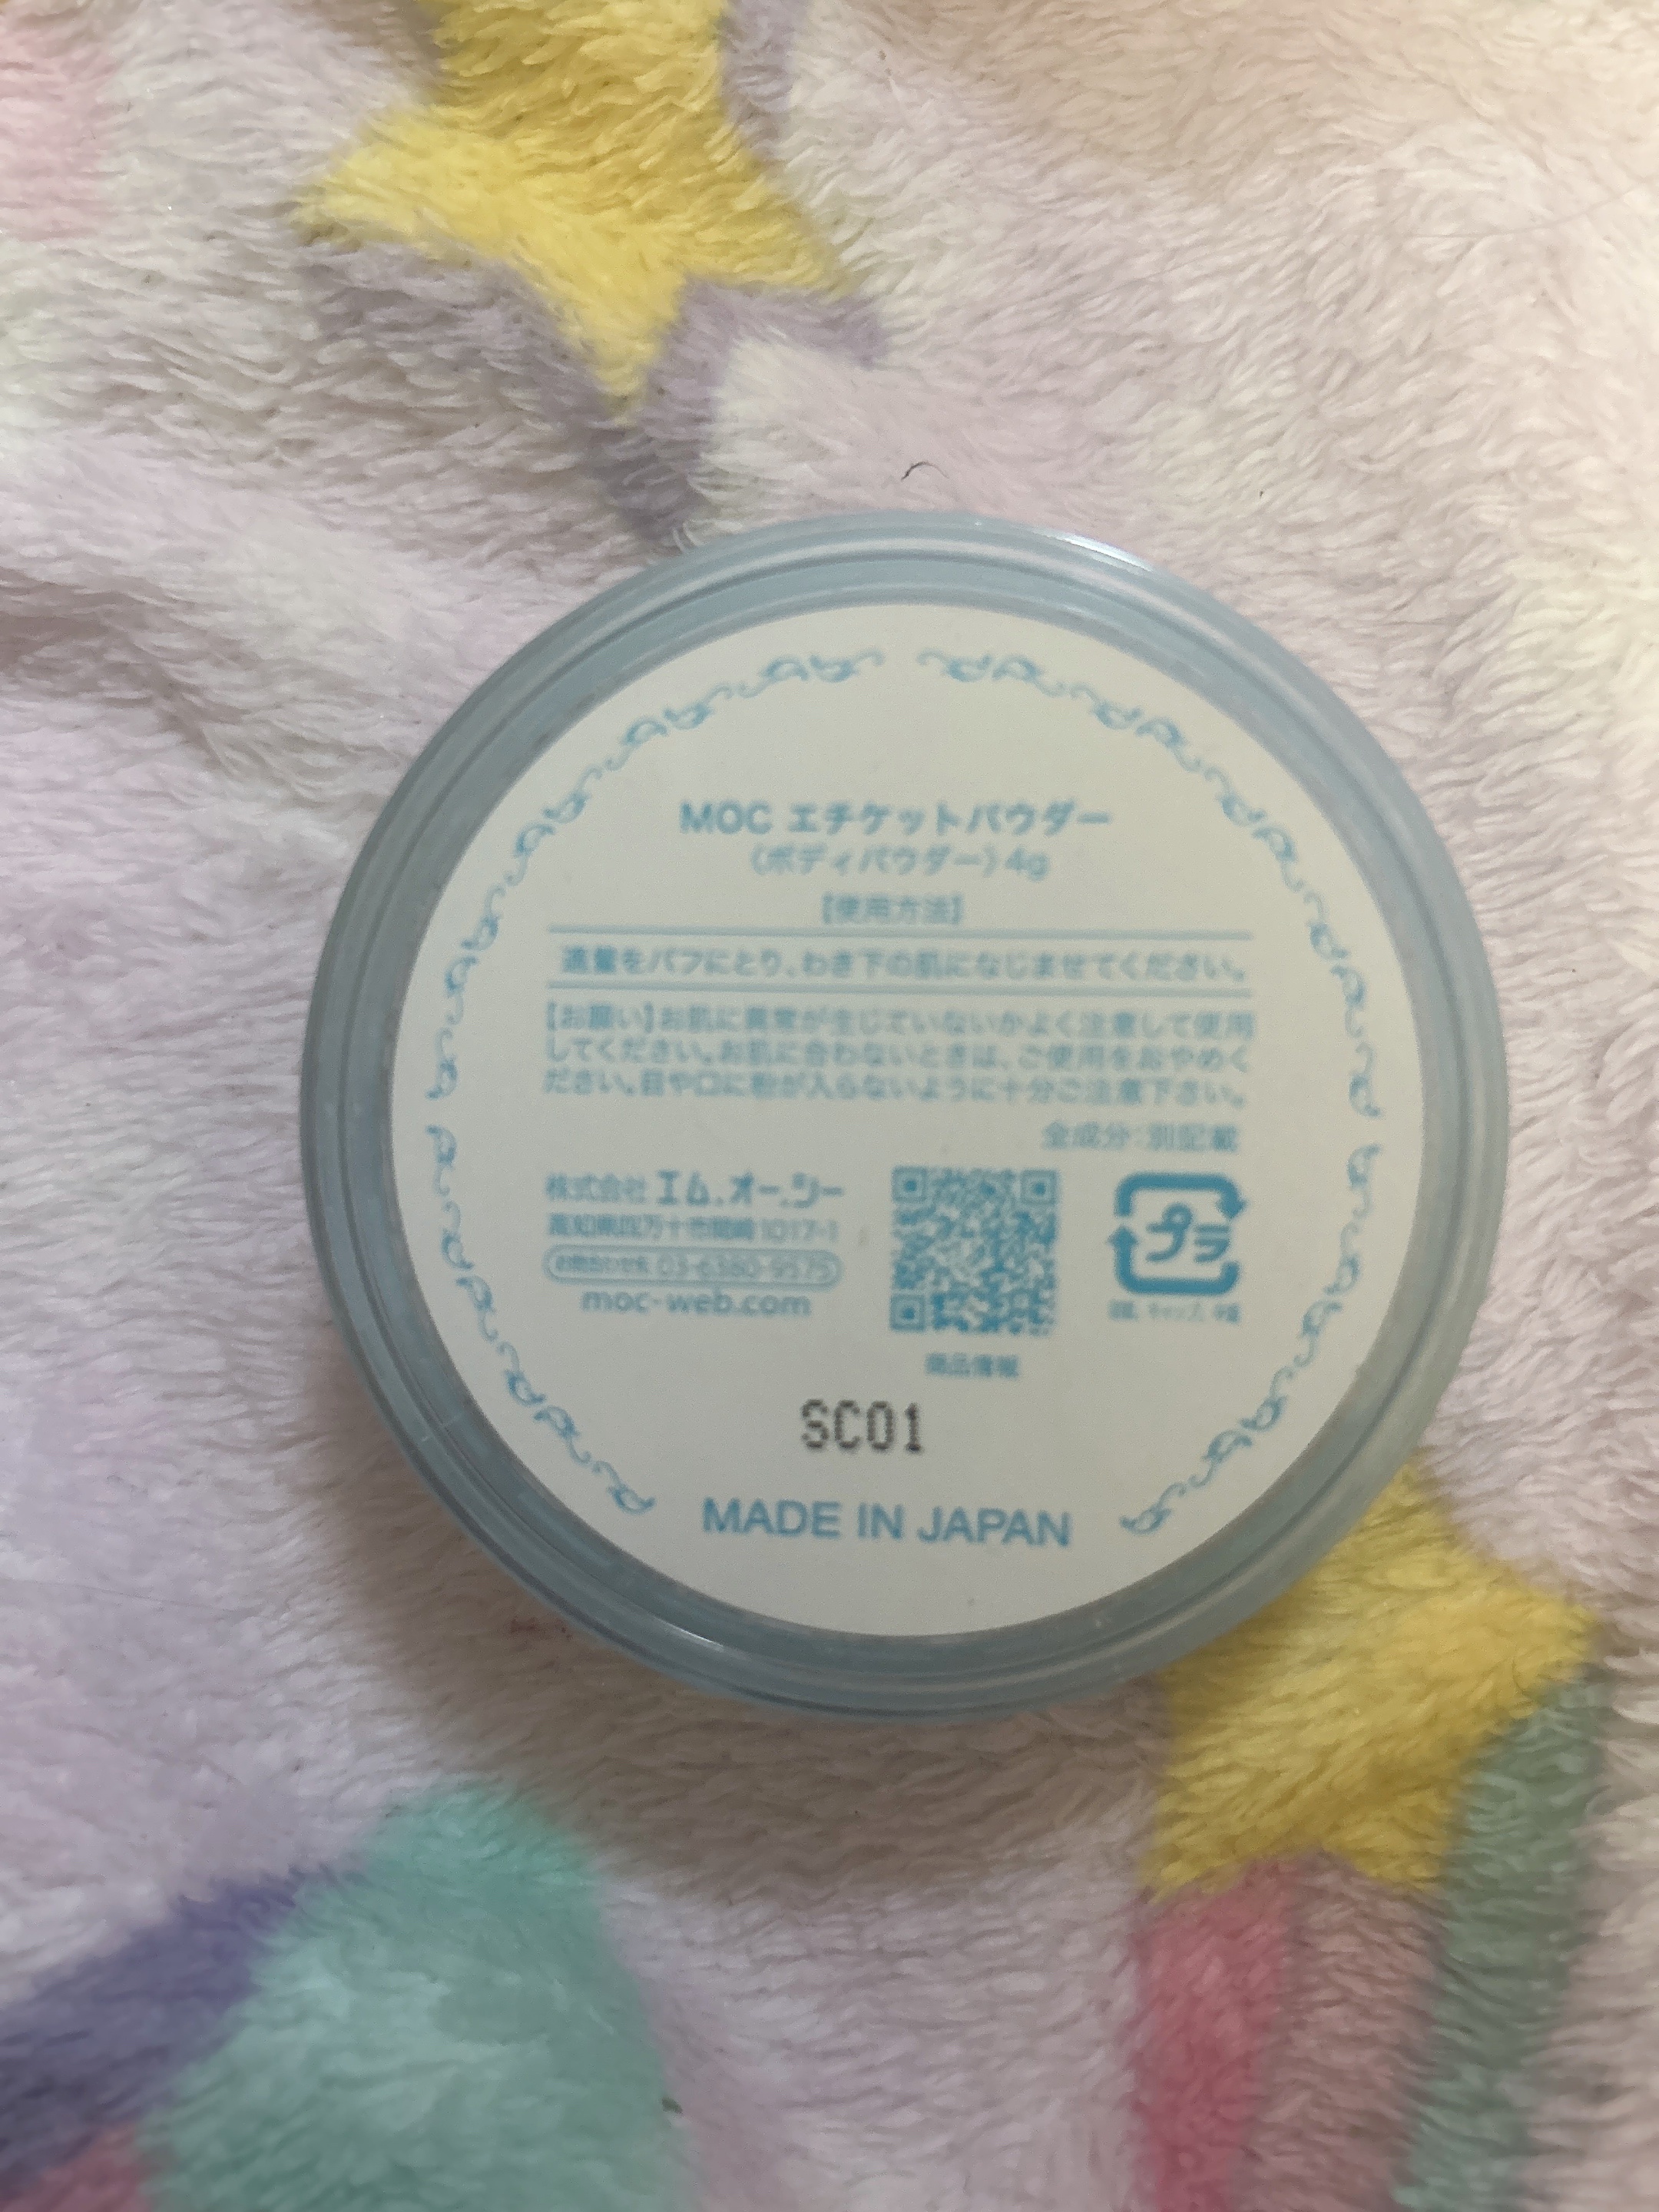 MOC エチケットパウダー
〈ボディパウダー〉4g
【使用方法】
適量をパフにとり、わき下の肌になじませてください。
【お願い】お肌に異常が生じていないかよく注意して使用
してください。お肌に合わないときは、ご使用をおやめく
ださい。目や口に粉が入らないように十分ご注意下さい。
全成分:別記載
株式会社 エム.オー.シー
高知県四万十市間崎1017-1
お問合わせ先 03-6380-9575
moc-web.com
プラ
商品情報
SC01
MADE IN JAPAN